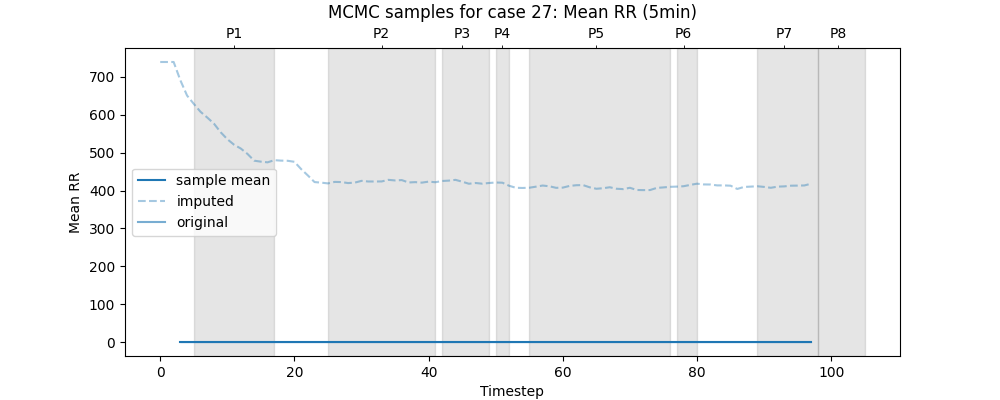 MCMC samples for case 27: Mean RR (5min)
P1 P2 P3 P4 P5 P6 P7 P8
700
600
500
400
300
200
100
0
Mean RR
sample mean
imputed
original
0 20 40 60 80 100
Timestep